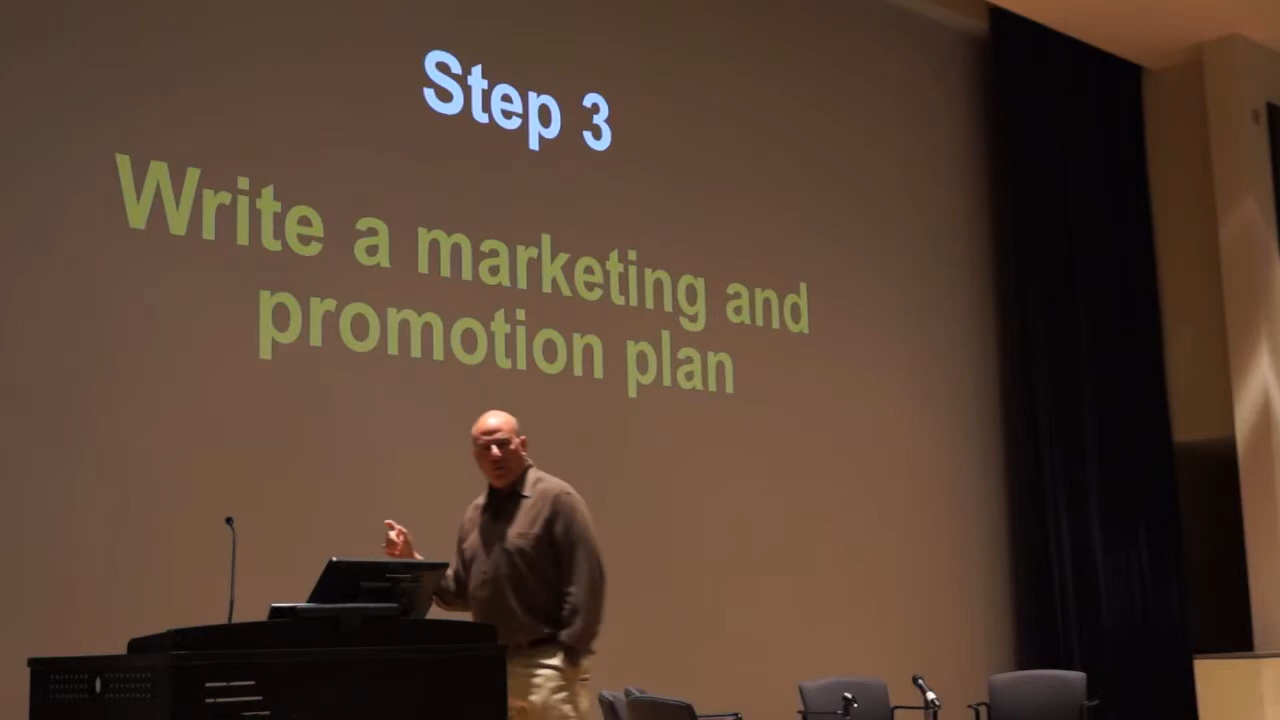 Step 3
Write a marketing and
promotion plan